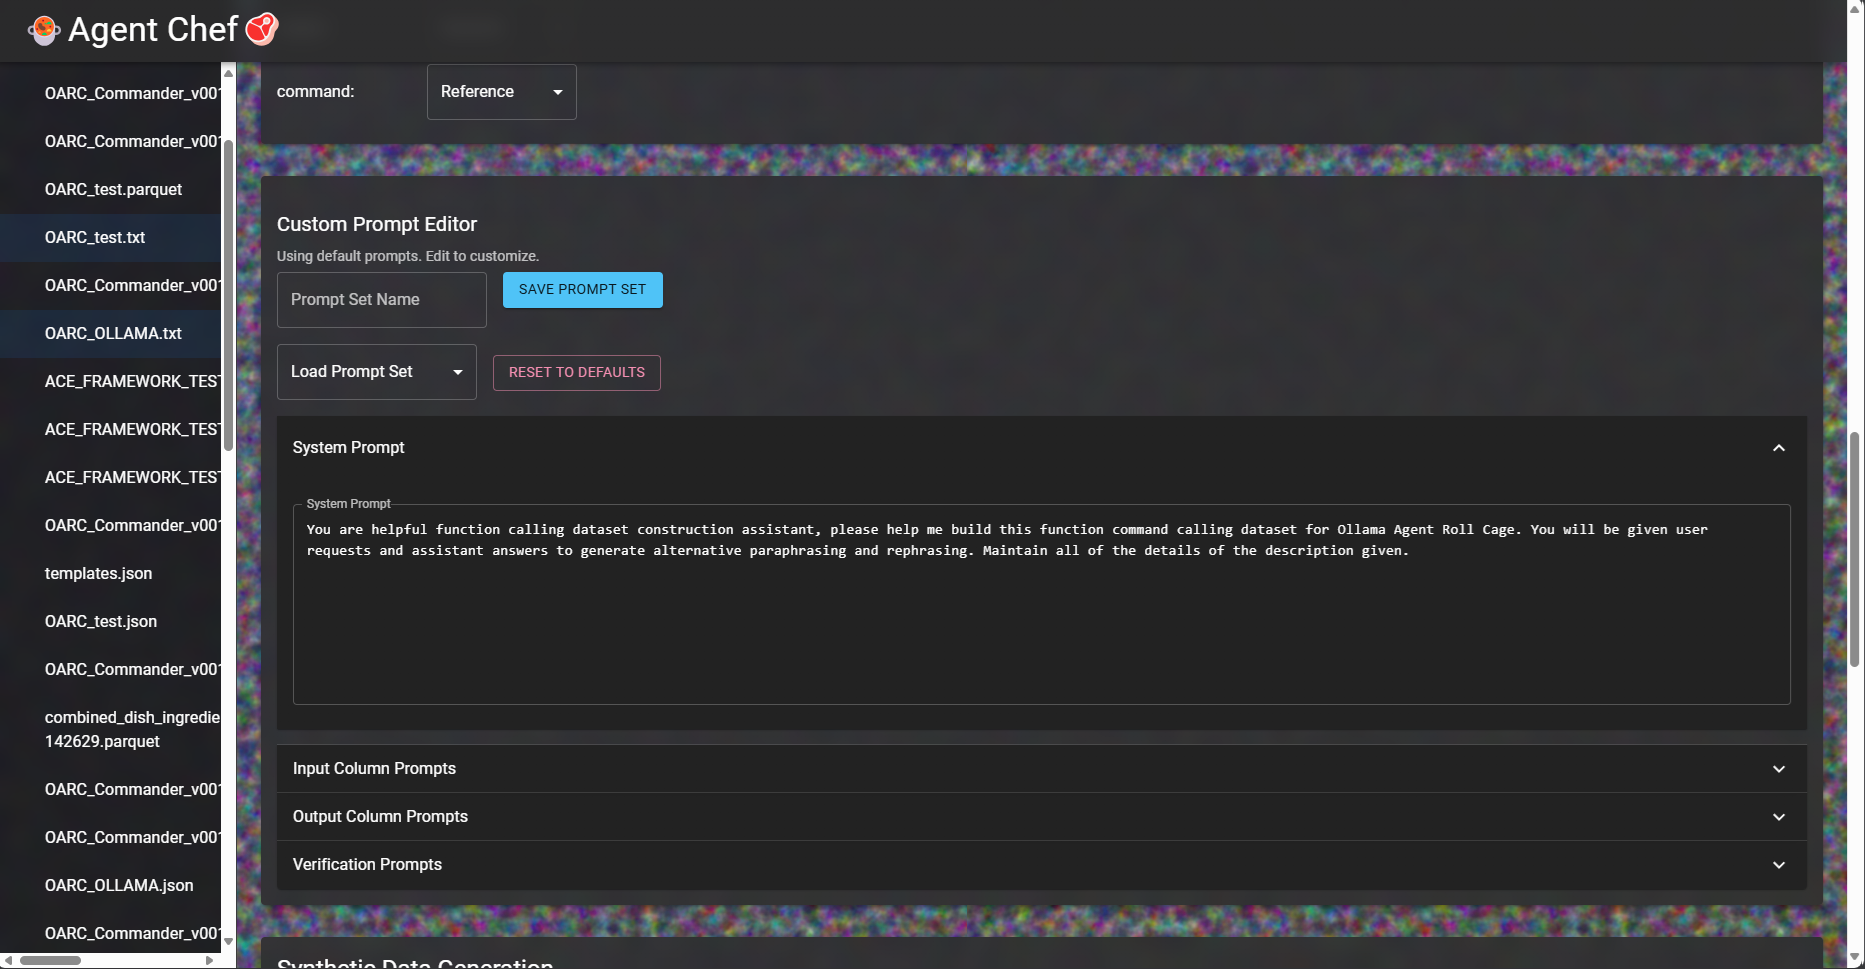 Agent Chef
OARC_Commander_v001
OARC_Commander_v001
OARC_test.parquet
OARC_test.txt
OARC_Commander_v001
OARC_OLLAMA.txt
ACE_FRAMEWORK_TEST
ACE_FRAMEWORK_TEST
ACE_FRAMEWORK_TEST
OARC_Commander_v001
templates.json
OARC_test.json
OARC_Commander_v001
combined_dish_ingredie
142629.parquet
OARC_Commander_v001
OARC_Commander_v001
OARC_OLLAMA.json
OARC_Commander_v001
command:
Reference
Custom Prompt Editor
Using default prompts. Edit to customize.
Prompt Set Name
SAVE PROMPT SET
Load Prompt Set
RESET TO DEFAULTS
System Prompt
System Prompt
You are helpful function calling dataset construction assistant, please help me build this function command calling dataset for Ollama Agent Roll Cage. You will be given user
requests and assistant answers to generate alternative paraphrasing and rephrasing. Maintain all of the details of the description given.
Input Column Prompts
Output Column Prompts
Verification Prompts
Synthetic Data Generation